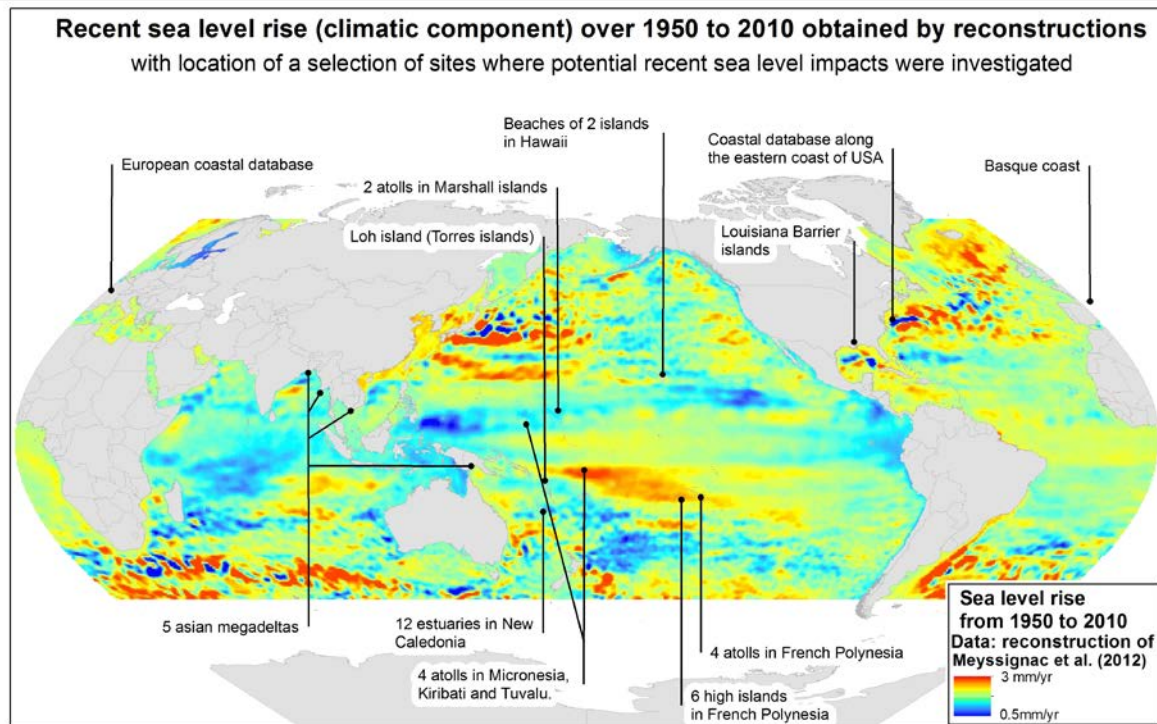 Recent sea level rise (climatic component) over 1950 to 2010 obtained by reconstructions
with location of a selection of sites where potential recent sea level impacts were investigated
Beaches of 2 islands
in Hawaii
Coastal database along
the eastern coast of USA
European coastal database
Basque coast
2 atolls in Marshall islands
Loh island (Torres islands)
Louisiana Barrier
islands
5 asian megadeltas
12 estuaries in New
Caledonia
4 atolls in Micronesia,
Kiribati and Tuvalu.
4 atolls in French Polynesia
6 high islands
in French Polynesia
Sea level rise
from 1950 to 2010
Data: reconstruction of
Meyssignac et al. (2012)
3 mm/yr
0.5mm/yr